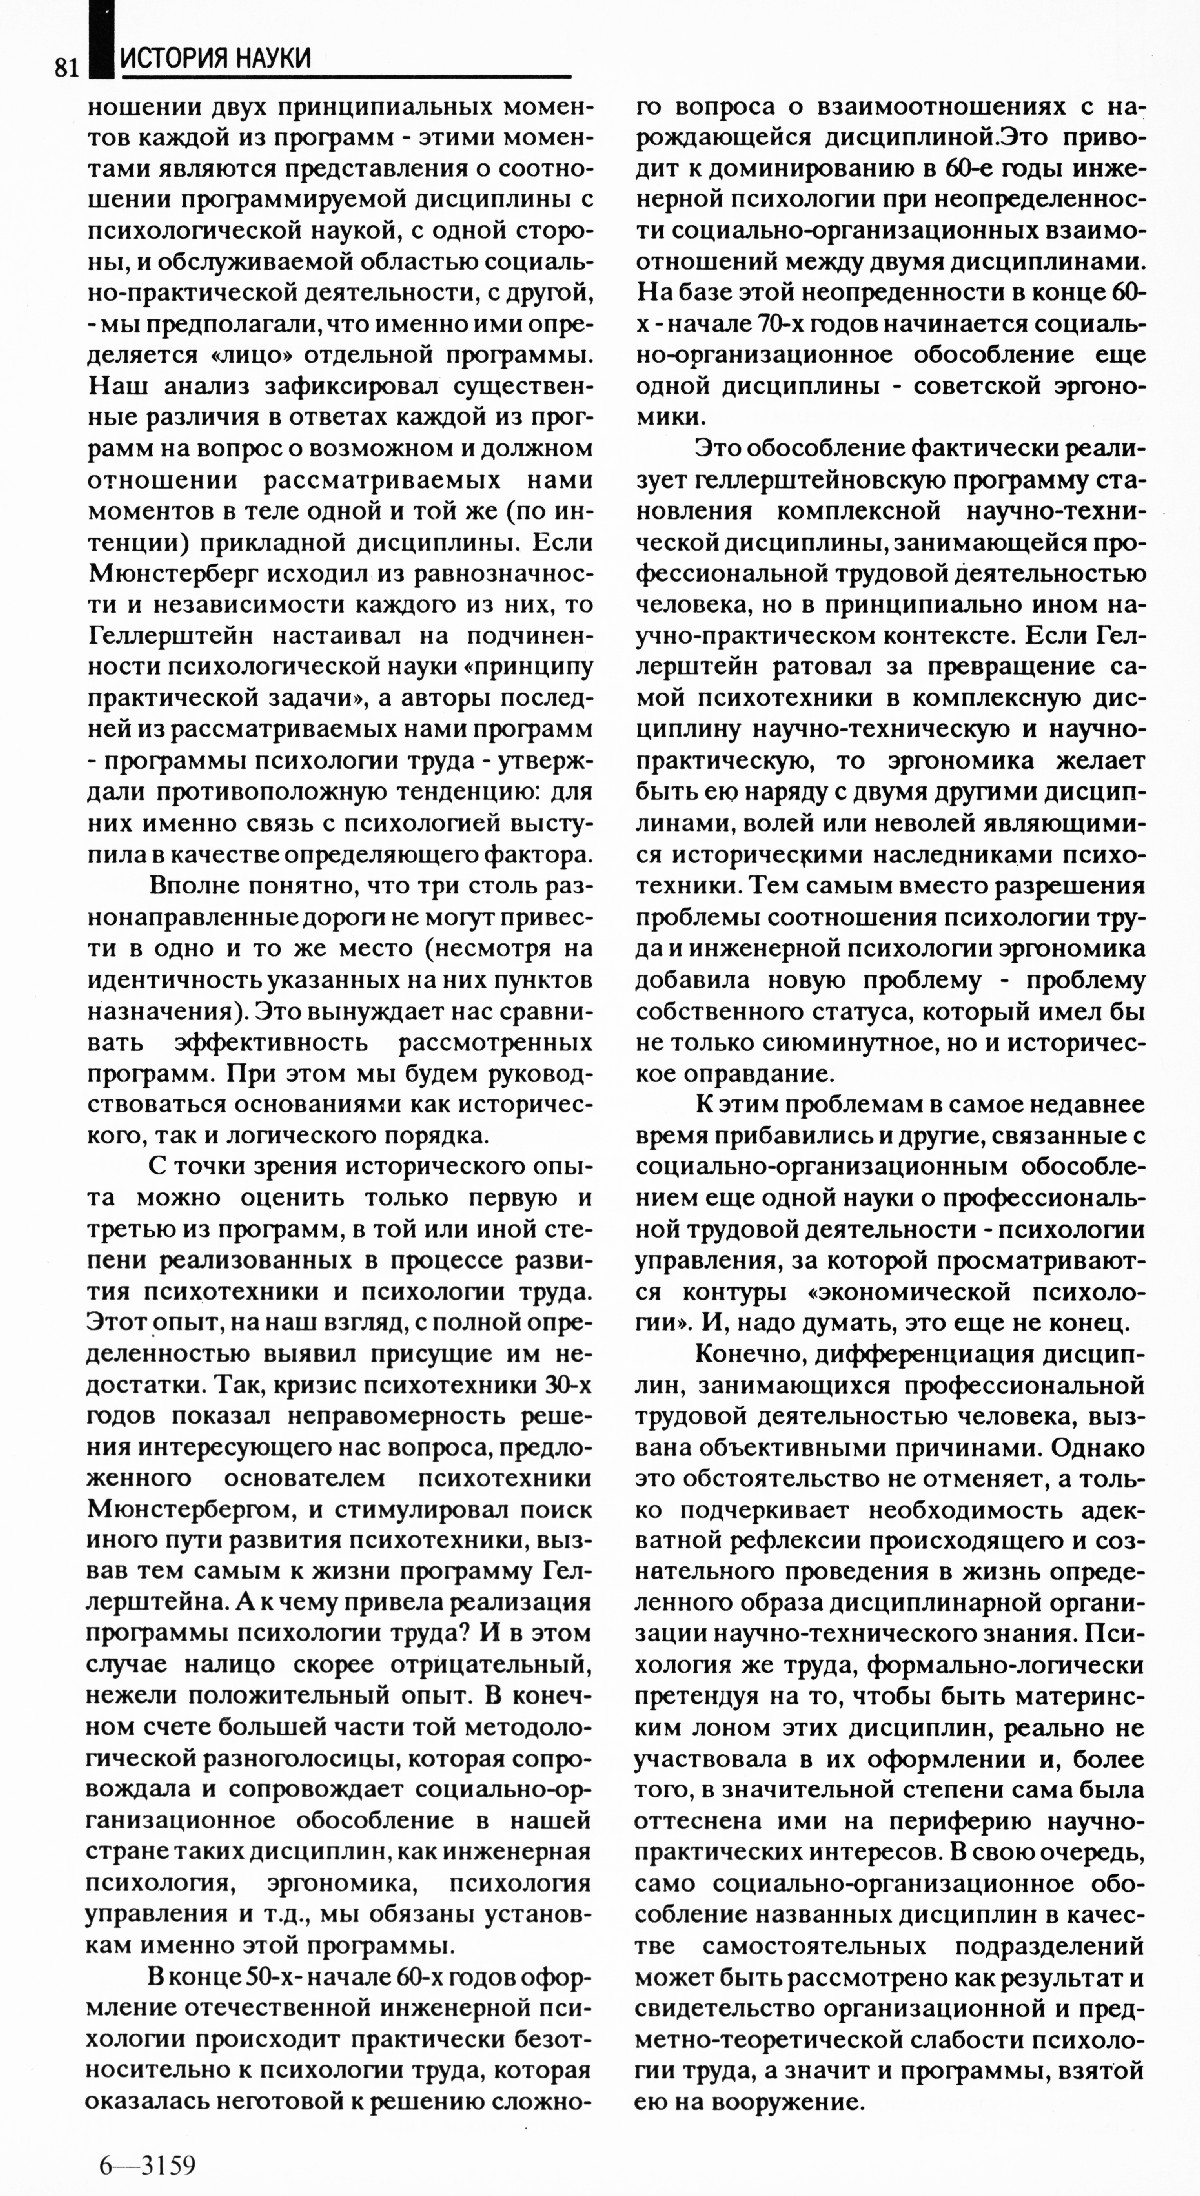 81
ИСТОРИЯ НАУКИ
ношении двух принципиальных момен-
тов каждой из программ - этими момен-
тами являются представления о соотно-
шении программируемой дисциплины с
психологической наукой, с одной сторо-
ны, и обслуживаемой областью социаль-
но-практической деятельности, с другой,
- мы предполагали, что именно ими опре-
деляется «лицо» отдельной программы.
Наш анализ зафиксировал существен-
ные различия в ответах каждой из прог-
рамм на вопрос о возможном и должном
отношении рассматриваемых нами
моментов в теле одной и той же (по ин-
тенции) прикладной дисциплины. Если
Мюнстерберг исходил из равнозначнос-
ти и независимости каждого из них, то
Геллерштейн настаивал на подчинен-
ности психологической науки «принципу
практической задачи», а авторы послед-
ней из рассматриваемых нами программ
- программы психологии труда - утверж-
дали противоположную тенденцию: для
них именно связь с психологией высту-
пила в качестве определяющего фактора.
Вполне понятно, что три столь раз-
нонаправленные дороги не могут привес-
ти в одно и то же место (несмотря на
идентичность указанных на них пунктов
назначения). Это вынуждает нас сравни-
вать эффективность рассмотренных
программ. При этом мы будем руковод-
ствоваться основаниями как историчес-
кого, так и логического порядка.
С точки зрения исторического опы-
та можно оценить только первую и
третью из программ, в той или иной сте-
пени реализованных в процессе разви-
тия психотехники и психологии труда.
Этот опыт, на наш взгляд, с полной опре-
деленностью выявил присущие им не-
достатки. Так, кризис психотехники 30-х
годов показал неправомерность реше-
ния интересующего нас вопроса, предло-
женного основателем психотехники
Мюнстербергом, и стимулировал поиск
иного пути развития психотехники, выз-
вав тем самым к жизни программу Гел-
лерштейна. А к чему привела реализация
программы психологии труда? И в этом
случае налицо скорее отрицательный,
нежели положительный опыт. В конеч-
ном счете большей части той методоло-
гической разноголосицы, которая сопро-
вождала и сопровождает социально-ор-
ганизационное обособление в нашей
стране таких дисциплин, как инженерная
психология, эргономика, психология
управления и т.д., мы обязаны установ-
кам именно этой программы.
В конце 50-х- начале 60-х годов офор-
мление отечественной инженерной пси-
хологии происходит практически безот-
носительно к психологии труда, которая
оказалась неготовой к решению сложно-
го вопроса о взаимоотношениях с на-
рождающейся дисциплиной.Это приво-
дит к доминированию в 60-е годы инже-
нерной психологии при неопределеннос-
ти социально-организационных взаимо-
отношений между двумя дисциплинами.
На базе этой неопреденности в конце 60-
х - начале 70-х годов начинается социаль-
но-организационное обособление еще
одной дисциплины - советской эргоно-
мики.
Это обособление фактически реали-
зует геллерштейновскую программу ста-
новления комплексной научно-техни-
ческой дисциплины, занимающейся про-
фессиональной трудовой деятельностью
человека, но в принципиально ином на-
учно-практическом контексте. Если Гел-
лерштейн ратовал за превращение са-
мой психотехники в комплексную дис-
циплину научно-техническую и научно-
практическую, то эргономика желает
быть ею наряду с двумя другими дисцип-
линами, волей или неволей являющими-
ся историческими наследниками психо-
техники. Тем самым вместо разрешения
проблемы соотношения психологии тру-
да и инженерной психологии эргономика
добавила новую проблему - проблему
собственного статуса, который имел бы
не только сиюминутное, но и историчес-
кое оправдание.
К этим проблемам в самое недавнее
время прибавились и другие, связанные с
социально-организационным обособле-
нием еще одной науки о профессиональ-
ной трудовой деятельности - психологии
управления, за которой просматривают-
ся контуры «экономической психоло-
гии». И, надо думать, это еще не конец.
Конечно, дифференциация дисцип-
лин, занимающихся профессиональной
трудовой деятельностью человека, выз-
вана объективными причинами. Однако
это обстоятельство не отменяет, а толь-
ко подчеркивает необходимость адек-
ватной рефлексии происходящего и соз-
нательного проведения в жизнь опреде-
ленного образа дисциплинарной органи-
зации научно-технического знания. Пси-
хология же труда, формально-логически
претендуя на то, чтобы быть материнс-
ким лоном этих дисциплин, реально не
участвовала в их оформлении и, более
того, в значительной степени сама была
оттеснена ими на периферию научно-
практических интересов. В свою очередь,
само социально-организационное обо-
собление названных дисциплин в качес-
тве самостоятельных подразделений
может быть рассмотрено как результат и
свидетельство организационной и пред-
метно-теоретической слабости психоло-
гии труда, а значит и программы, взятой
ею на вооружение.
6—3159